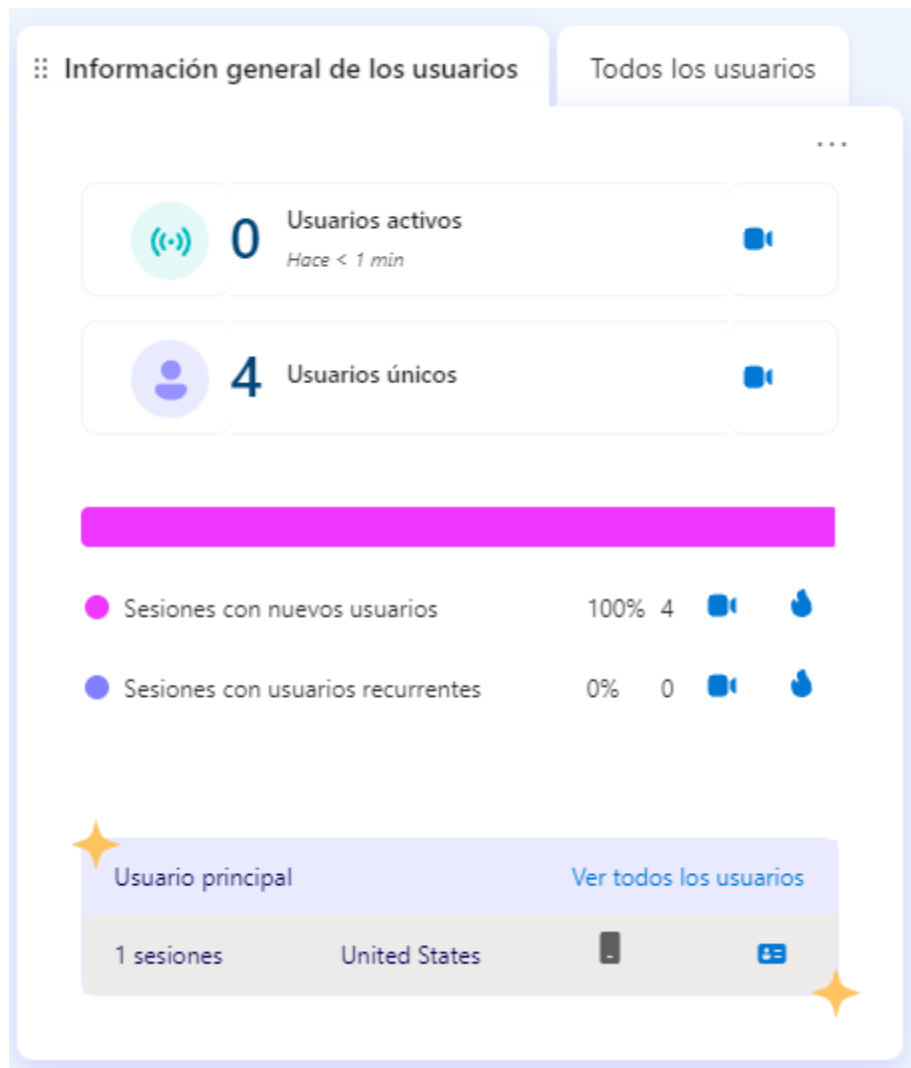 Información general de los usuarios
Todos los usuarios
...
0 Usuarios activos
Hace < 1 min
4 Usuarios únicos
Sesiones con nuevos usuarios 100% 4
Sesiones con usuarios recurrentes 0% 0
Usuario principal Ver todos los usuarios
1 sesiones United States